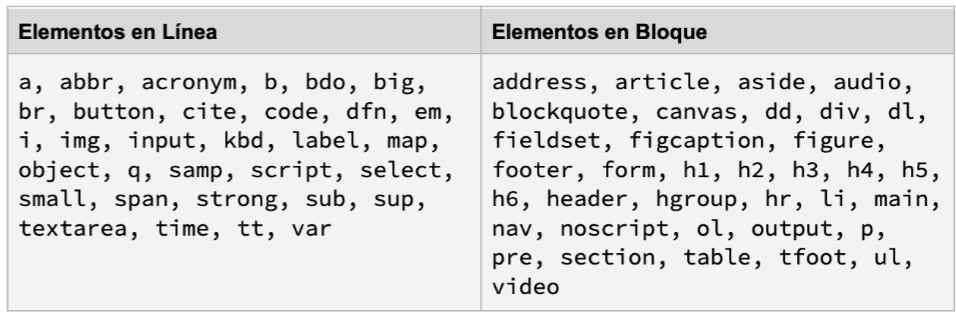 Elementos en Línea
a, abbr, acronym, b, bdo, big,
br, button, cite, code, dfn, em,
i, img, input, kbd, label, map,
object, q, samp, script, select,
small, span, strong, sub, sup,
textarea, time, tt, var
Elementos en Bloque
address, article, aside, audio,
blockquote, canvas, dd, div, dl,
fieldset, figcaption, figure,
footer, form, h1, h2, h3, h4, h5,
h6, header, hgroup, hr, li, main,
nav, noscript, ol, output, p,
pre, section, table, tfoot, ul,
video